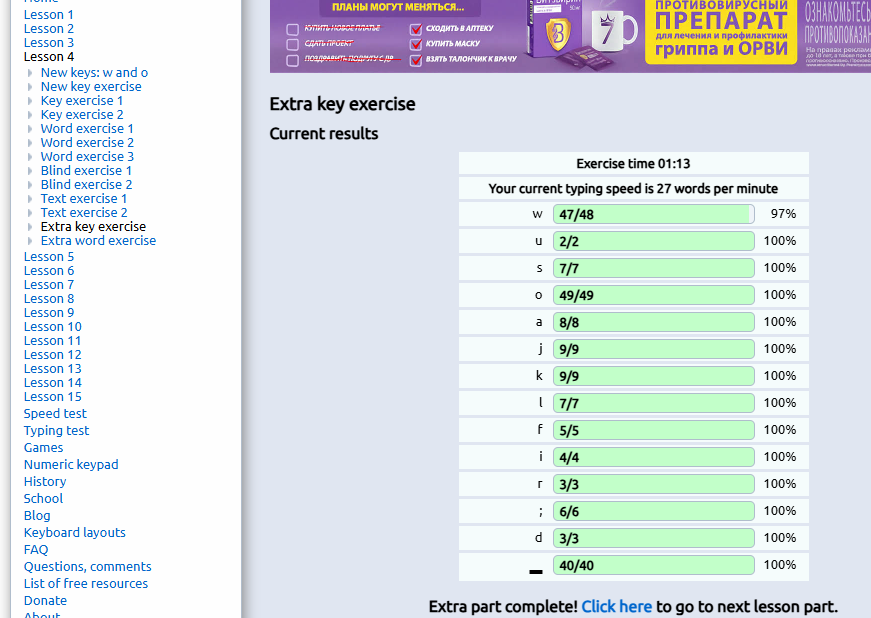 Lesson 1
Lesson 2
Lesson 3
Lesson 4
New keys: w and o
New key exercise
Key exercise 1
Key exercise 2
Word exercise 1
Word exercise 2
Word exercise 3
Blind exercise 1
Blind exercise 2
Text exercise 1
Text exercise 2
Extra key exercise
Extra word exercise
Lesson 5
Lesson 6
Lesson 7
Lesson 8
Lesson 9
Lesson 10
Lesson 11
Lesson 12
Lesson 13
Lesson 14
Lesson 15
Speed test
Typing test
Games
Numeric keypad
History
School
Blog
Keyboard layouts
FAQ
Questions, comments
List of free resources
Donate
About
ПЛАНЫ МОГУТ МЕНЯТЬСЯ...
КУПИТЬ НОВОЕ ПЛАТЬЕ
СДАТЬ ПРОЕКТ
ПОЗДРАВИТЬ ПОДРУГУ С ДР
СХОДИТЬ В АПТЕКУ
КУПИТЬ МАСКУ
ВЗЯТЬ ТАЛОНЧИК К ВРАЧУ
3
7
ПРОТИВОВИРУСНЫЙ
ПРЕПАРАТ
для лечения и профилактики
гриппа и ОРВИ
Extra key exercise
Current results
Exercise time 01:13
Your current typing speed is 27 words per minute
w 47/48 97%
u 2/2 100%
s 7/7 100%
o 49/49 100%
a 8/8 100%
j 9/9 100%
k 9/9 100%
l 7/7 100%
f 5/5 100%
i 4/4 100%
r 3/3 100%
; 6/6 100%
d 3/3 100%
▂ 40/40 100%
Extra part complete! Click here to go to next lesson part.